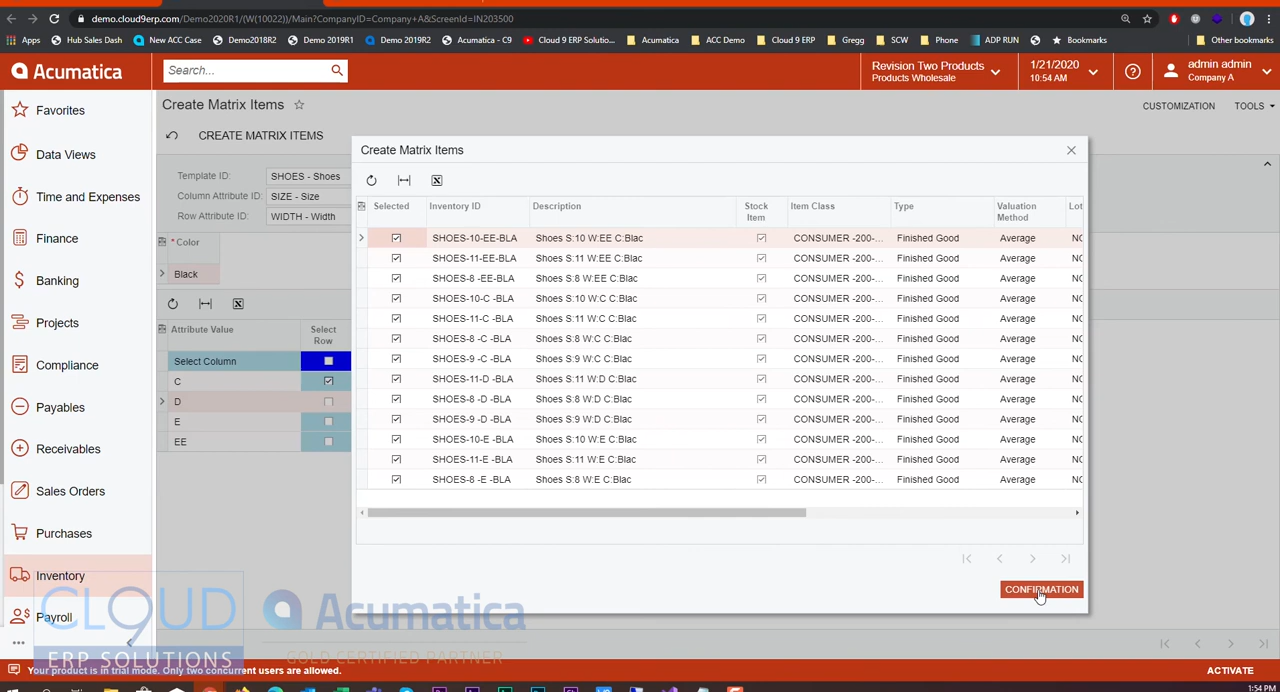 demo.cloud9erp.com/Demo2020R1/(W(10022))/Main?CompanyID=Company+A&ScreenId=IN203500
Apps Hub Sales Dash New ACC Case Demo2018R2 Demo 2019R1 Demo 2019R2 Acumatica - C9 Cloud 9 ERP Solutio... Acumatica ACC Demo Cloud 9 ERP Gregg SCW Phone ADP RUN Bookmarks Other bookmarks
Acumatica
Search...
Revision Two Products
Products Wholesale
1/21/2020
10:54 AM
admin admin
Company A
Favorites
Data Views
Time and Expenses
Finance
Banking
Projects
Compliance
Payables
Receivables
Sales Orders
Purchases
Inventory
Payroll
Create Matrix Items
CUSTOMIZATION TOOLS
CREATE MATRIX ITEMS
Template ID: SHOES - Shoes
Column Attribute ID: SIZE - Size
Row Attribute ID: WIDTH - Width
* Color
Black
Attribute Value Select Row
Select Column
C
D
E
EE
Create Matrix Items
Selected Inventory ID Description Stock Item Item Class Type Valuation Method Lot
SHOES-10-EE-BLA Shoes S:10 W:EE C:Blac CONSUMER -200-... Finished Good Average NO
SHOES-11-EE-BLA Shoes S:11 W:EE C:Blac CONSUMER -200-... Finished Good Average NO
SHOES-8 -EE-BLA Shoes S:8 W:EE C:Blac CONSUMER -200-... Finished Good Average NO
SHOES-10-C -BLA Shoes S:10 W:C C:Blac CONSUMER -200-... Finished Good Average NO
SHOES-11-C -BLA Shoes S:11 W:C C:Blac CONSUMER -200-... Finished Good Average NO
SHOES-8 -C -BLA Shoes S:8 W:C C:Blac CONSUMER -200-... Finished Good Average NO
SHOES-9 -C -BLA Shoes S:9 W:C C:Blac CONSUMER -200-... Finished Good Average NO
SHOES-11-D -BLA Shoes S:11 W:D C:Blac CONSUMER -200-... Finished Good Average NO
SHOES-8 -D -BLA Shoes S:8 W:D C:Blac CONSUMER -200-... Finished Good Average NO
SHOES-9 -D -BLA Shoes S:9 W:D C:Blac CONSUMER -200-... Finished Good Average NO
SHOES-10-E -BLA Shoes S:10 W:E C:Blac CONSUMER -200-... Finished Good Average NO
SHOES-11-E -BLA Shoes S:11 W:E C:Blac CONSUMER -200-... Finished Good Average NO
SHOES-8 -E -BLA Shoes S:8 W:E C:Blac CONSUMER -200-... Finished Good Average NO
CONFIRMATION
CLOUD 9
ERP SOLUTIONS
Acumatica
GOLD CERTIFIED PARTNER
Your product is in trial mode. Only two concurrent users are allowed.
ACTIVATE
1:54 PM